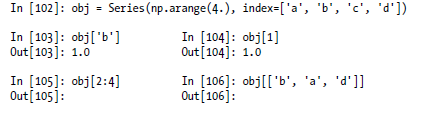 In [102]: obj = Series(np.arange(4.), index=['a', 'b', 'c', 'd'])
In [103]: obj['b'] In [104]: obj[1]
Out[103]: 1.0 Out[104]: 1.0
In [105]: obj[2:4] In [106]: obj[['b', 'a', 'd']]
Out[105]: Out[106]: